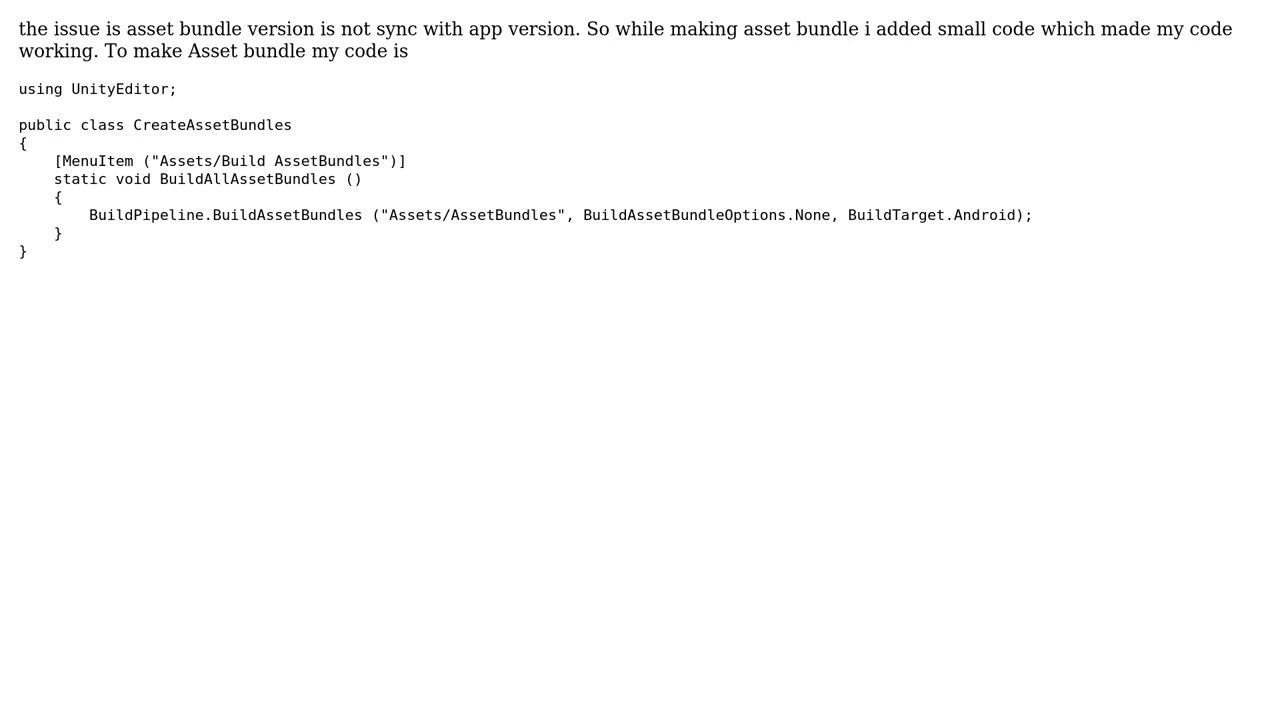 the issue is asset bundle version is not sync with app version. So while making asset bundle i added small code which made my code
working. To make Asset bundle my code is
using UnityEditor;
public class CreateAssetBundles
{
    [MenuItem ("Assets/Build AssetBundles")]
    static void BuildAllAssetBundles ()
    {
        BuildPipeline.BuildAssetBundles ("Assets/AssetBundles", BuildAssetBundleOptions.None, BuildTarget.Android);
    }
}